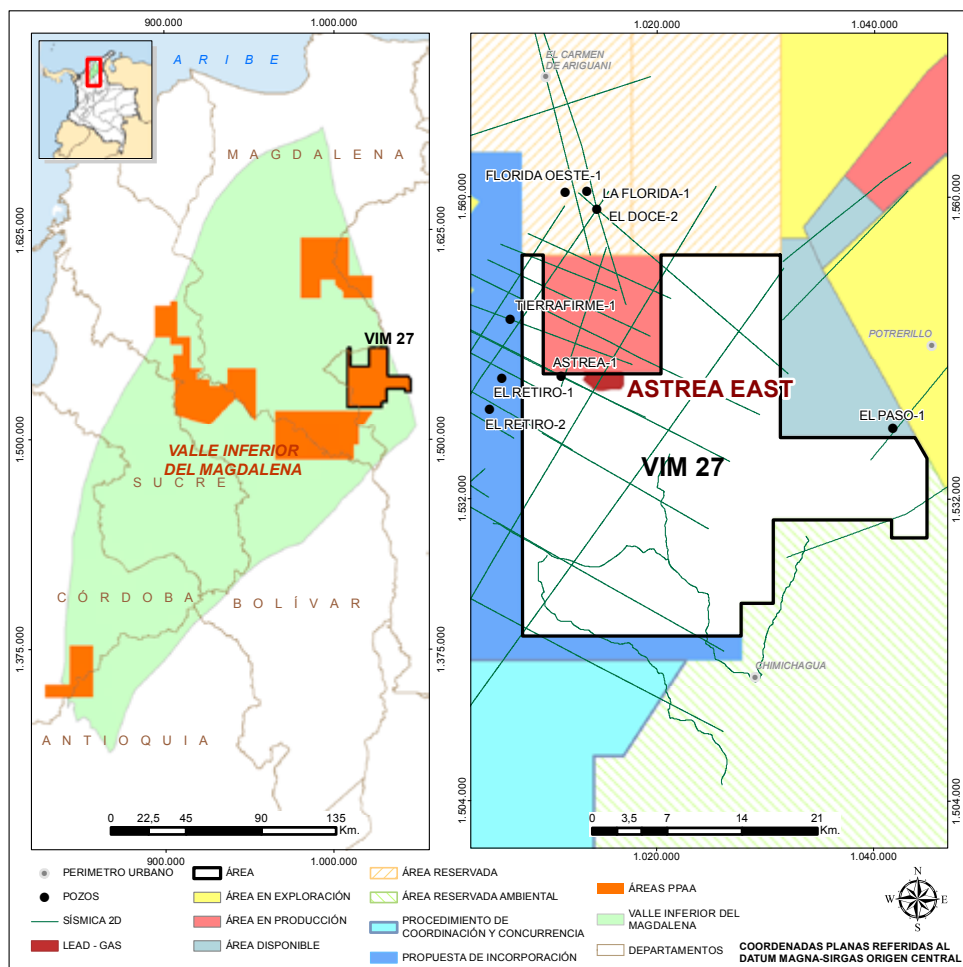 900.000
1.000.000
ARIBE
MAGDALENA
1.625.000
1.625.000
VIM 27
1.500.000
1.500.000
VALLE INFERIOR
DEL MAGDALENA
SUCRE
CÓRDOBA
BOLÍVAR
1.375.000
1.375.000
ANTIOQUIA
0 22,5 45 90 135
Km.
900.000
1.000.000
1.020.000
1.040.000
EL CARMEN
DE ARIGUANI
FLORIDA OESTE-1
LA FLORIDA-1
EL DOCE-2
1.560.000
1.560.000
TIERRAFIRME-1
POTRERILLO
ASTREA-1
EL RETIRO-1
ASTREA EAST
EL RETIRO-2
EL PASO-1
VIM 27
1.532.000
1.532.000
CHIMICHAGUA
1.504.000
1.504.000
0 3,5 7 14 21
Km.
1.020.000
1.040.000
PERIMETRO URBANO
POZOS
SÍSMICA 2D
LEAD - GAS
ÁREA
ÁREA EN EXPLORACIÓN
ÁREA EN PRODUCCIÓN
ÁREA DISPONIBLE
ÁREA RESERVADA
ÁREA RESERVADA AMBIENTAL
PROCEDIMIENTO DE
COORDINACIÓN Y CONCURRENCIA
PROPUESTA DE INCORPORACIÓN
ÁREAS PPAA
VALLE INFERIOR DEL
MAGDALENA
DEPARTAMENTOS
N
W
E
S
COORDENADAS PLANAS REFERIDAS AL
DATUM MAGNA-SIRGAS ORIGEN CENTRAL